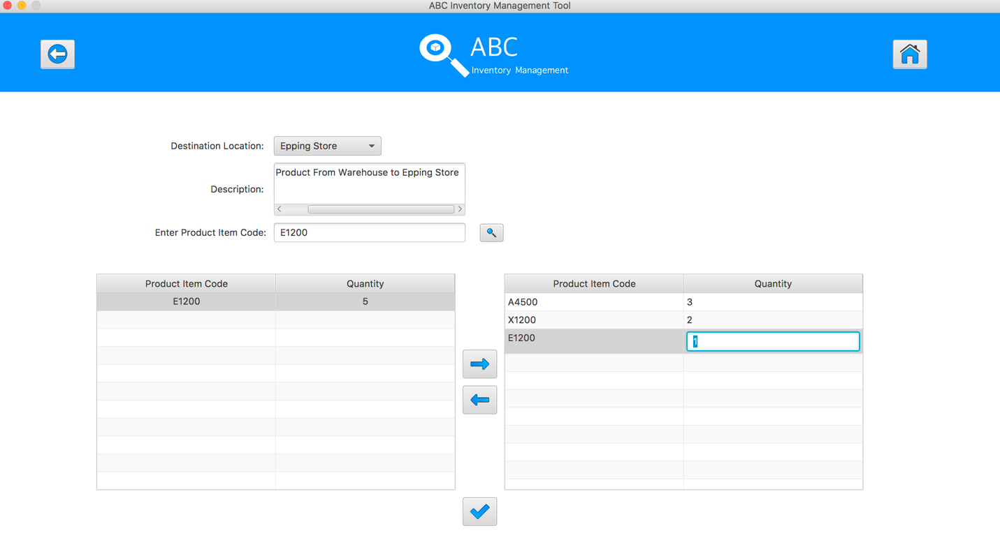 ABC Inventory Management Tool
ABC
Inventory Management
Destination Location: Epping Store
Description: Product From Warehouse to Epping Store
Enter Product Item Code: E1200
Product Item Code Quantity
E1200 5
Product Item Code Quantity
A4500 3
X1200 2
E1200 1